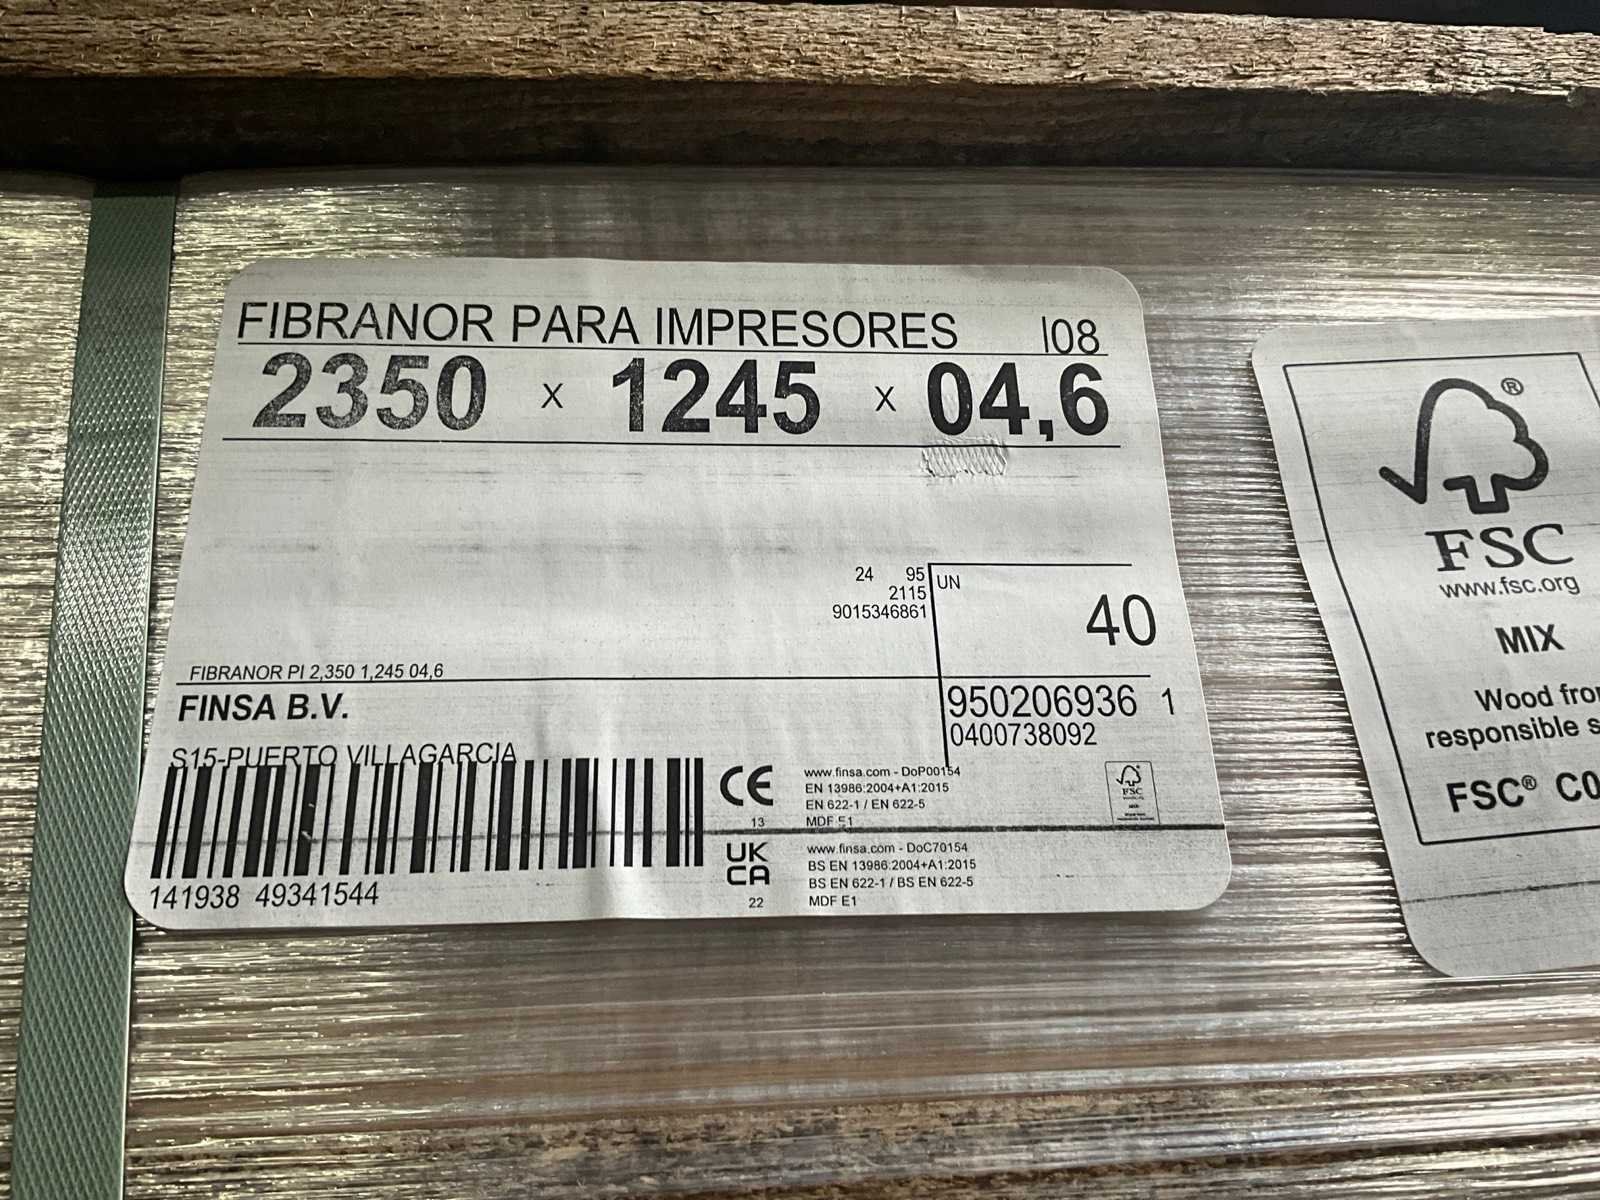 FIBRANOR PARA IMPRESORES I08
2350 x 1245 x 04,6
24 95
2115
9015346861
UN
40
FIBRANOR PI 2,350 1,245 04,6
FINSA B.V.
950206936 1
0400738092
S15-PUERTO VILLAGARCIA
141938 49341544
CE
13
www.finsa.com - DoP00154
EN 13986:2004+A1:2015
EN 622-1 / EN 622-5
MDF E1
UK
CA
22
www.finsa.com - DoC70154
BS EN 13986:2004+A1:2015
BS EN 622-1 / BS EN 622-5
MDF E1
FSC
®
FSC
www.fsc.org
MIX
Wood from
responsible s
FSC® C0